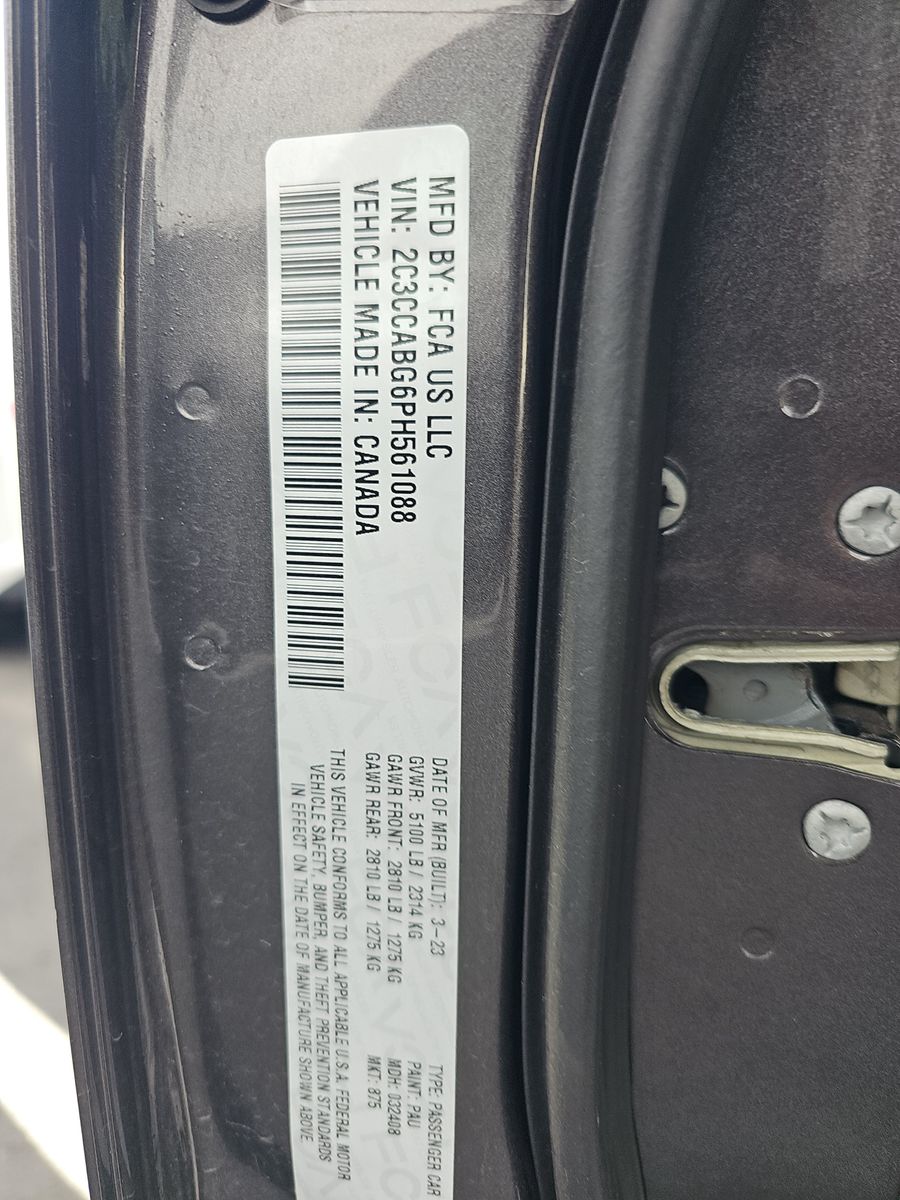 MFD BY: FCA US LLC
VIN: 2C3CCABG6PH561088
VEHICLE MADE IN: CANADA
DATE OF MFR (BUILT): 3-23
GVWR: 5100 LB / 2314 KG
GAWR FRONT: 2810 LB / 1275 KG
GAWR REAR: 2810 LB / 1275 KG
TYPE: PASSENGER CAR
PAINT: PAU
MDH: 032408
MKT: 875
THIS VEHICLE CONFORMS TO ALL APPLICABLE U.S.A. FEDERAL MOTOR
VEHICLE SAFETY, BUMPER, AND THEFT PREVENTION STANDARDS
IN EFFECT ON THE DATE OF MANUFACTURE SHOWN ABOVE.